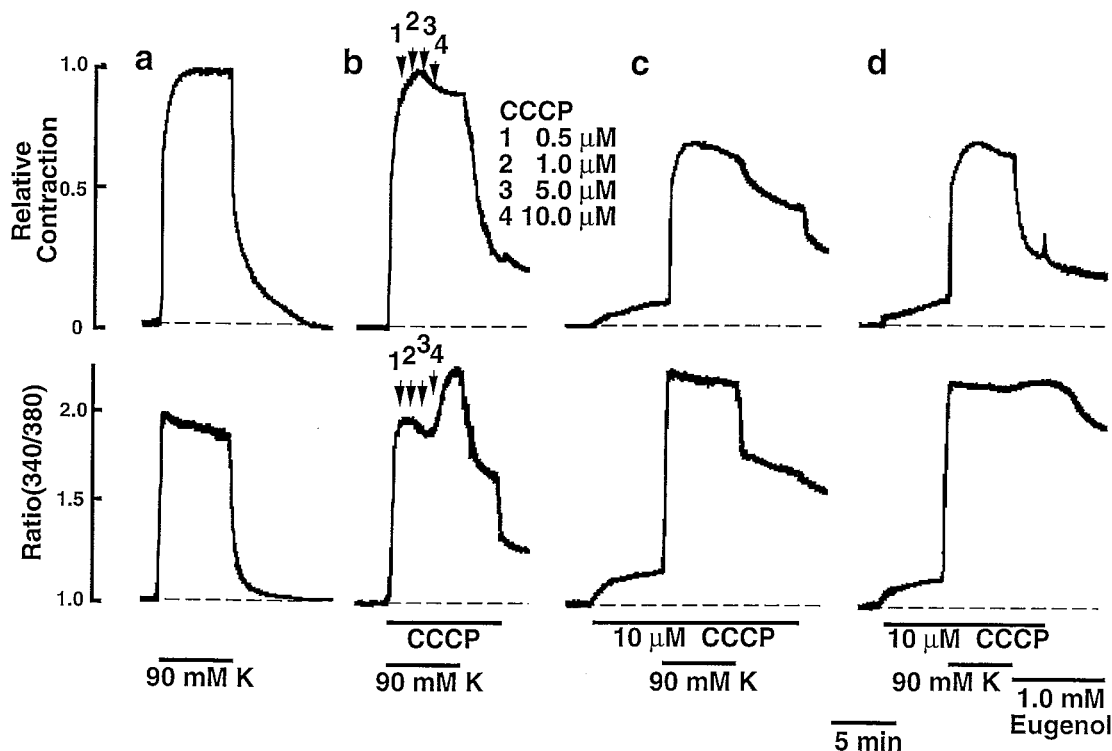 a
b
c
d
1.0
0.5
0
Relative
Contraction
1 2 3
4
CCCP
1 0.5 μM
2 1.0 μM
3 5.0 μM
4 10.0 μM
2.0
1.5
1.0
Ratio(340/380)
1 2 3 4
CCCP
10 μM CCCP
10 μM CCCP
90 mM K
90 mM K
90 mM K
90 mM K
1.0 mM
Eugenol
5 min